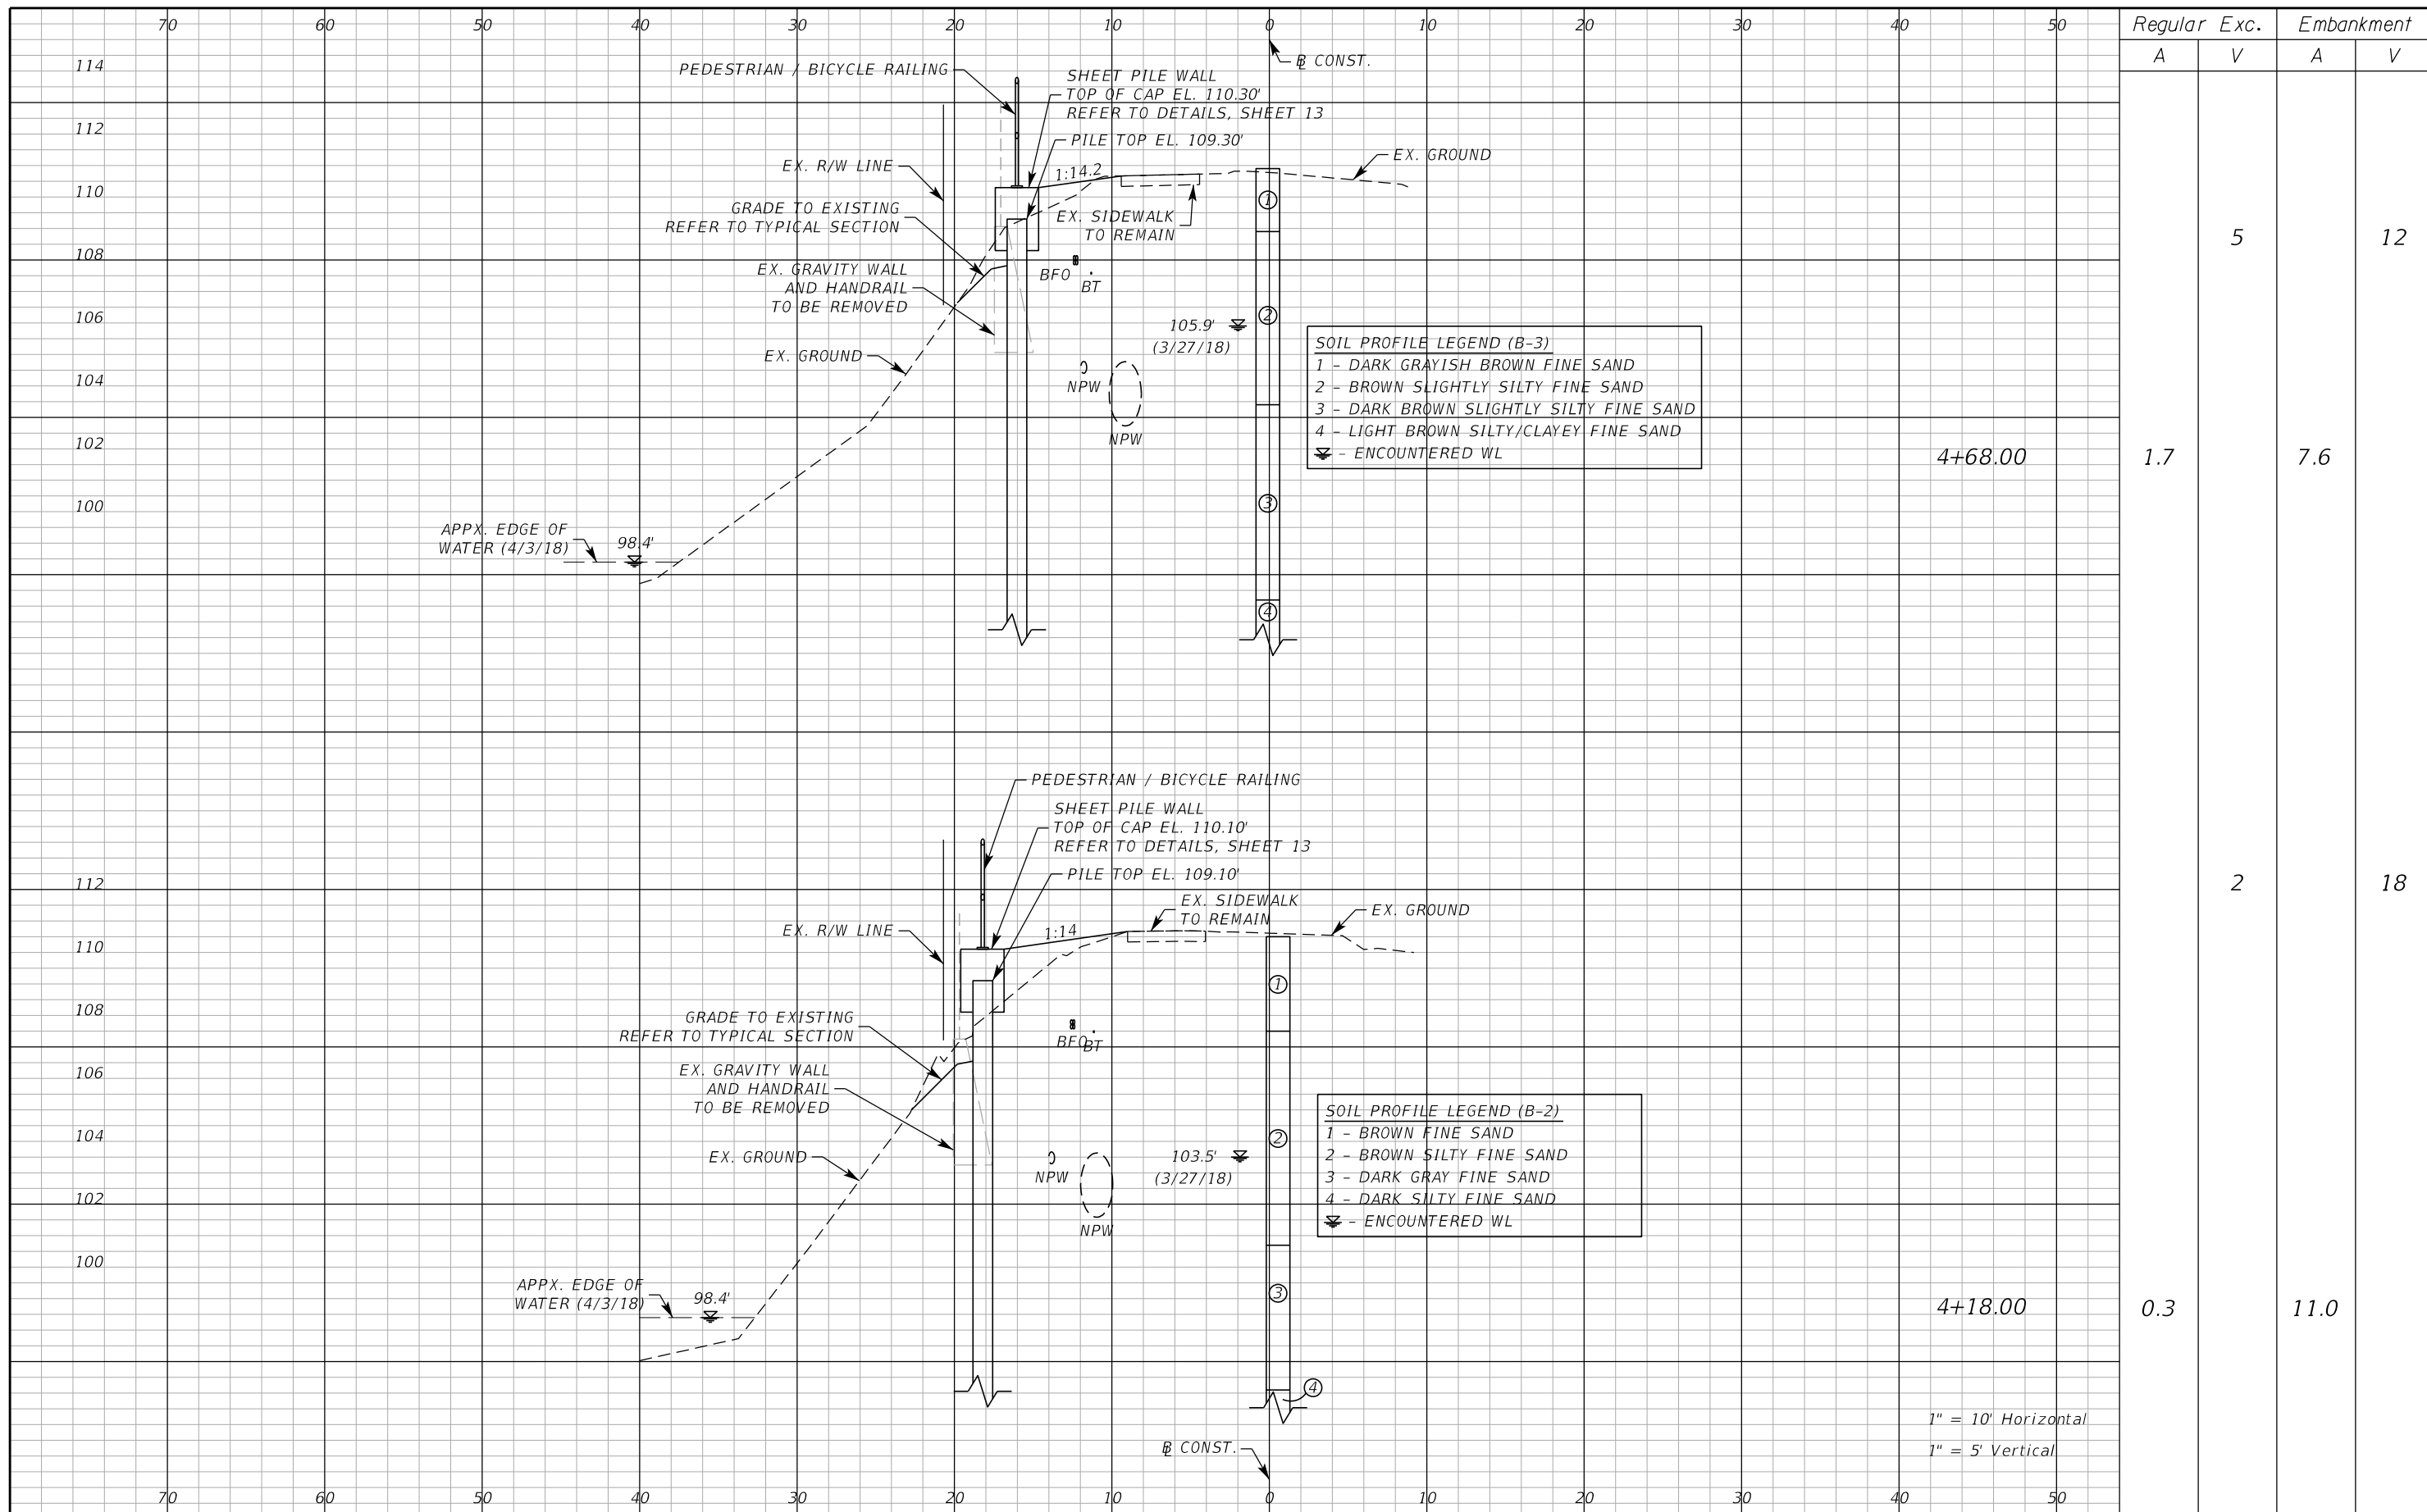 70 60 50 40 30 20 10 0 10 20 30 40 50
Regular Exc. Embankment
A V A V
℄ CONST.
114
112
110
108
106
104
102
100
PEDESTRIAN / BICYCLE RAILING
SHEET PILE WALL
TOP OF CAP EL. 110.30'
REFER TO DETAILS, SHEET 13
PILE TOP EL. 109.30'
EX. R/W LINE
1:14.2
EX. GROUND
GRADE TO EXISTING
REFER TO TYPICAL SECTION
EX. SIDEWALK
TO REMAIN
EX. GRAVITY WALL
AND HANDRAIL
TO BE REMOVED
BFO
BT
105.9'
(3/27/18)
EX. GROUND
NPW
NPW
1
2
3
4
SOIL PROFILE LEGEND (B-3)
1 - DARK GRAYISH BROWN FINE SAND
2 - BROWN SLIGHTLY SILTY FINE SAND
3 - DARK BROWN SLIGHTLY SILTY FINE SAND
4 - LIGHT BROWN SILTY/CLAYEY FINE SAND
- ENCOUNTERED WL
APPX. EDGE OF
WATER (4/3/18)
98.4'
5 12
4+68.00 1.7 7.6
112
110
108
106
104
102
100
PEDESTRIAN / BICYCLE RAILING
SHEET PILE WALL
TOP OF CAP EL. 110.10'
REFER TO DETAILS, SHEET 13
PILE TOP EL. 109.10'
EX. SIDEWALK
TO REMAIN
EX. GROUND
EX. R/W LINE
1:14
GRADE TO EXISTING
REFER TO TYPICAL SECTION
BFO
BT
EX. GRAVITY WALL
AND HANDRAIL
TO BE REMOVED
EX. GROUND
103.5'
(3/27/18)
NPW
NPW
1
2
3
4
SOIL PROFILE LEGEND (B-2)
1 - BROWN FINE SAND
2 - BROWN SILTY FINE SAND
3 - DARK GRAY FINE SAND
4 - DARK SILTY FINE SAND
- ENCOUNTERED WL
APPX. EDGE OF
WATER (4/3/18)
98.4'
2 18
4+18.00 0.3 11.0
℄ CONST.
1" = 10' Horizontal
1" = 5' Vertical
70 60 50 40 30 20 10 0 10 20 30 40 50